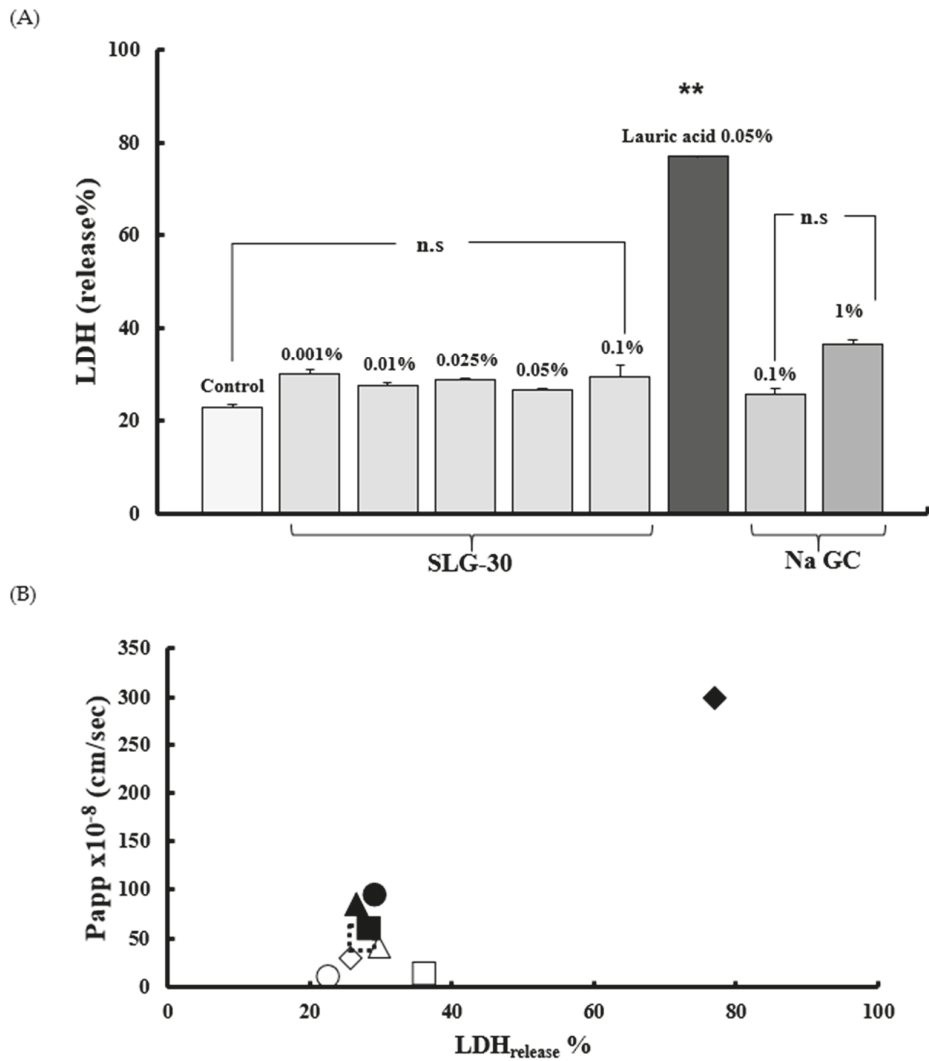 (A)
100
80
60
40
20
0
LDH (release%)
**
Lauric acid 0.05%
n.s
n.s
Control
0.001%
0.01%
0.025%
0.05%
0.1%
0.1%
1%
SLG-30
Na GC
(B)
350
300
250
200
150
100
50
0
Papp x10⁻⁸ (cm/sec)
0 20 40 60 80 100
LDHrelease %